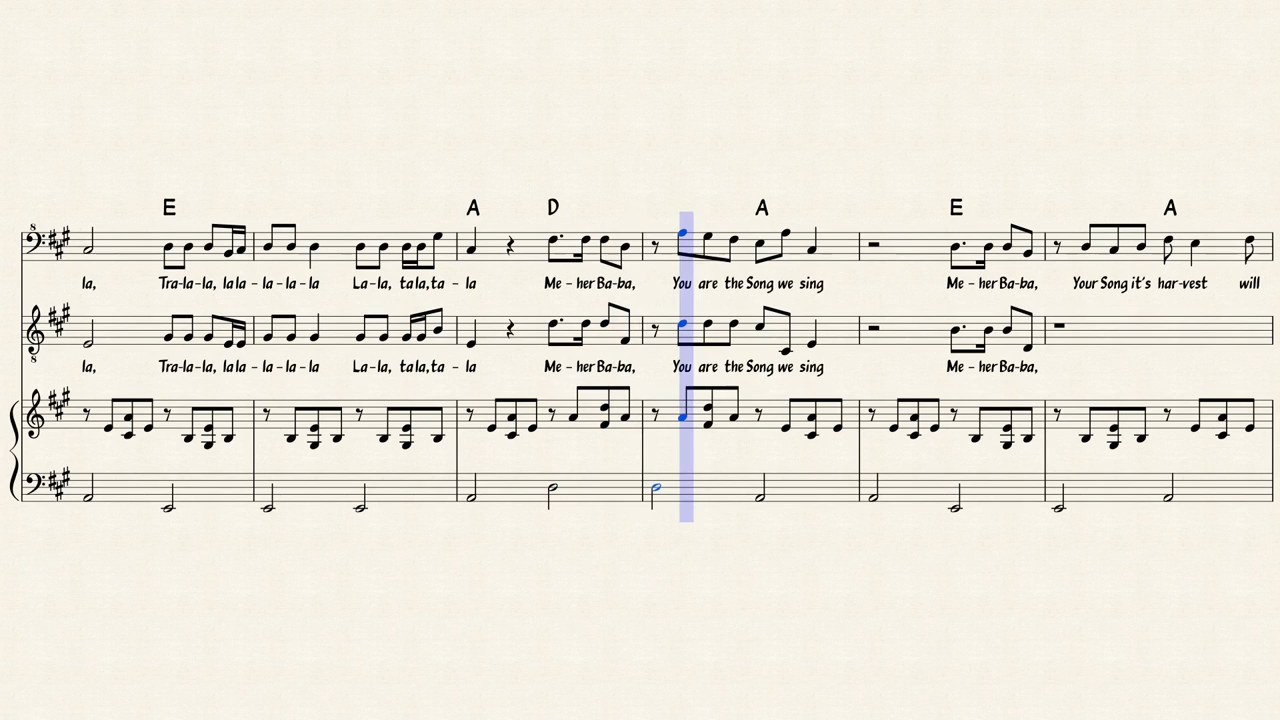 E A D A E A
la, Tra-la-la, la la-la-la-la La-la, ta la, ta-la Me-her Ba-ba, You are the Song we sing Me-her Ba-ba, Your Song it's har-vest will
la, Tra-la-la, la la-la-la-la La-la, ta la, ta-la Me-her Ba-ba, You are the Song we sing Me-her Ba-ba,